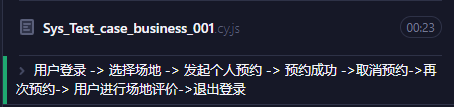 Sys_Test_case_business_001.cy.js 00:23
用户登录 -> 选择场地 -> 发起个人预约 -> 预约成功 ->取消预约->再
次预约-> 用户进行场地评价->退出登录